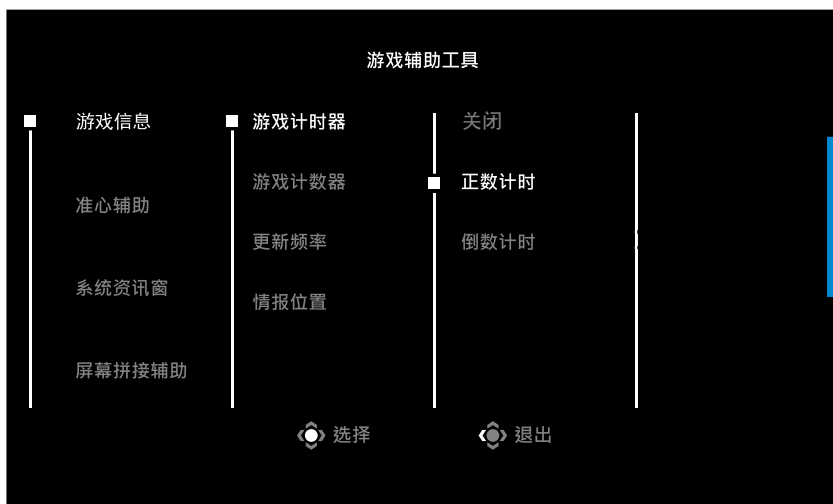 游戏辅助工具
游戏信息
准心辅助
系统资讯窗
屏幕拼接辅助
游戏计时器
游戏计数器
更新频率
情报位置
关闭
正数计时
倒数计时
选择
退出